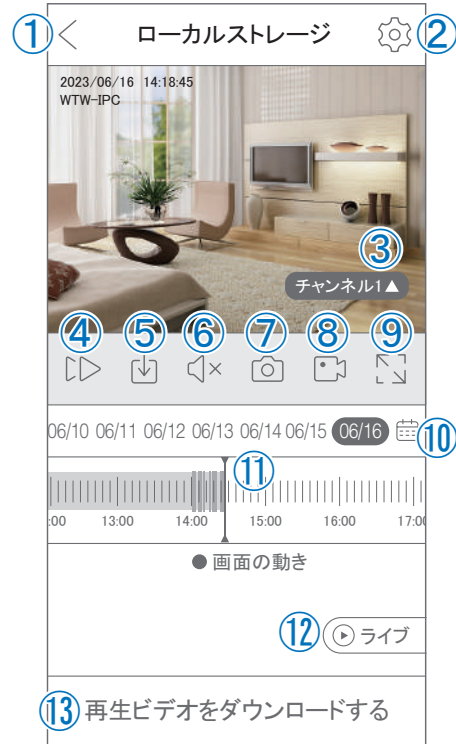 ① ローカルストレージ ②
2023/06/16 14:18:45
WTW-IPC
③
チャンネル1▲
④ ⑤ ⑥ ⑦ ⑧ ⑨
06/10 06/11 06/12 06/13 06/14 06/15 06/16 ⑩
⑪
:00 13:00 14:00 15:00 16:00 17:0
●画面の動き
⑫ ライブ
⑬ 再生ビデオをダウンロードする